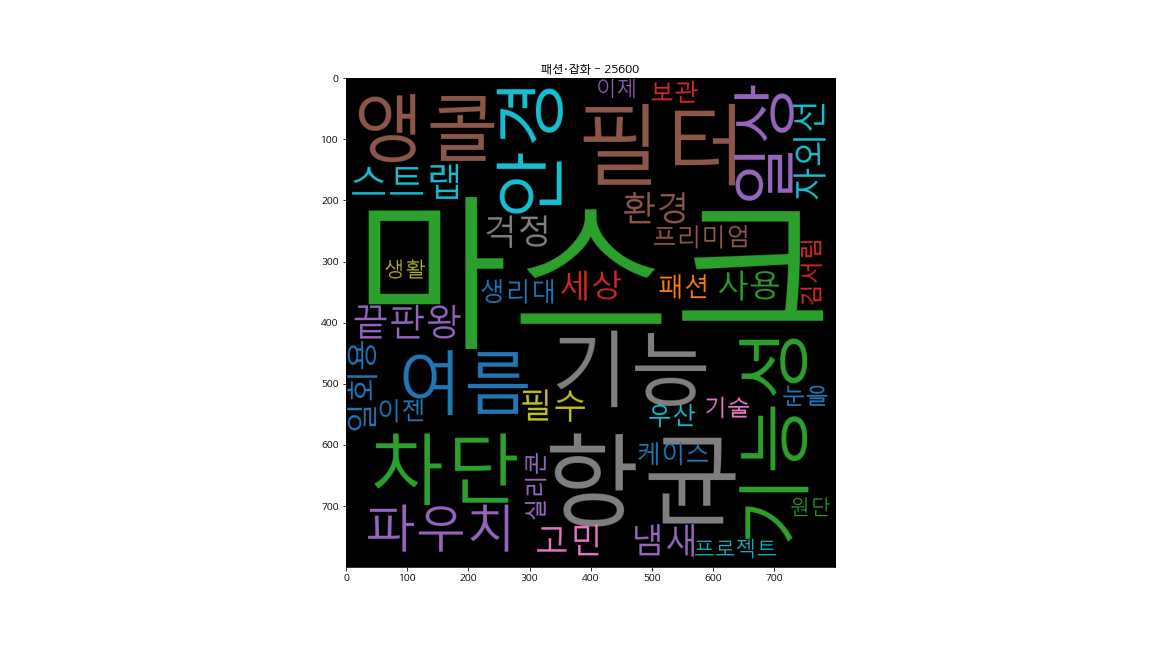 패션·잡화 - 25600
0
100
200
300
400
500
600
700
이제
보관
앵콜
안경
필터
일상
자외선
스트랩
환경
걱정
프리미엄
마스크
생활
생리대
세상
패션
사용
김서림
끝판왕
기능
기능성
여름
일회용
이젠
필수
우산
기술
눈을
차단
항균
케이스
실리콘
원단
파우치
고민
냄새
프로젝트
0
100
200
300
400
500
600
700